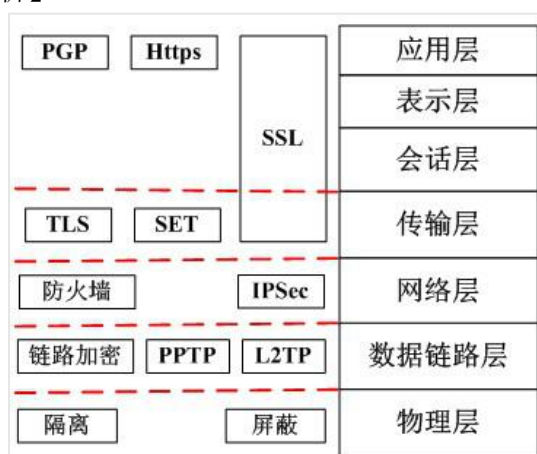 PGP Https 应用层
表示层
SSL
会话层
TLS SET 传输层
防火墙 IPSec 网络层
链路加密 PPTP L2TP 数据链路层
隔离 屏蔽 物理层